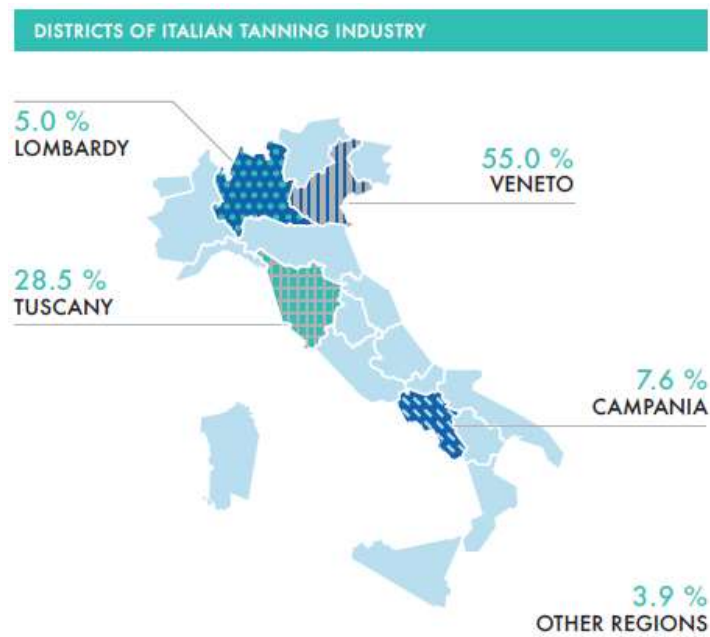 DISTRICTS OF ITALIAN TANNING INDUSTRY
5.0 %
LOMBARDY
55.0 %
VENETO
28.5 %
TUSCANY
7.6 %
CAMPANIA
3.9 %
OTHER REGIONS